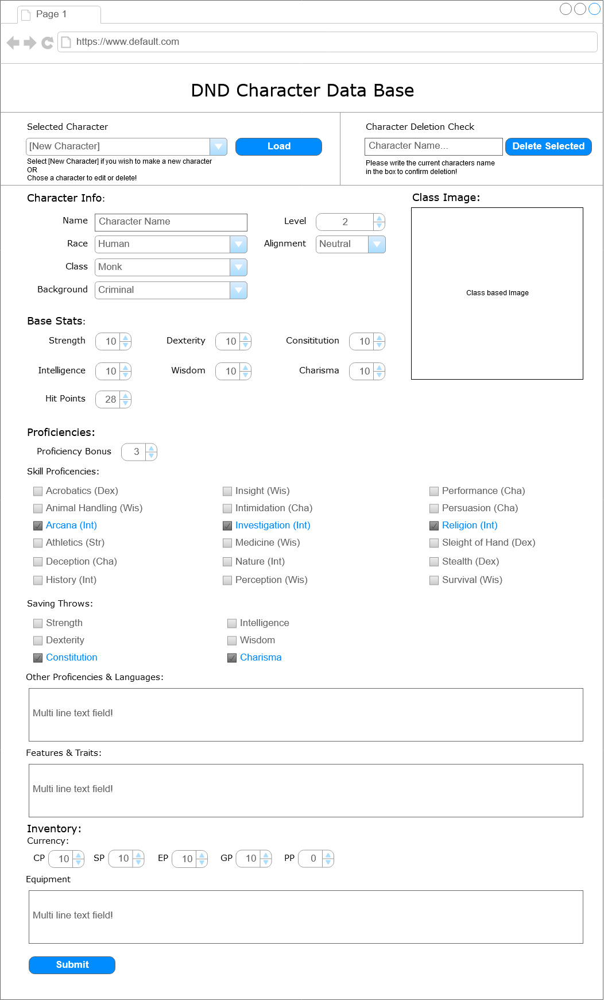 Page 1
https://www.default.com
DND Character Data Base
Selected Character
[New Character]
Load
Select [New Character] if you wish to make a new character
OR
Chose a character to edit or delete!
Character Deletion Check
Character Name...
Delete Selected
Please write the current characters name
in the box to confirm deletion!
Character Info:
Name Character Name Level 2
Race Human Alignment Neutral
Class Monk
Background Criminal
Class Image:
Class based Image
Base Stats:
Strength 10 Dexterity 10 Consititution 10
Intelligence 10 Wisdom 10 Charisma 10
Hit Points 28
Proficiencies:
Proficiency Bonus 3
Skill Proficencies:
Acrobatics (Dex) Insight (Wis) Performance (Cha)
Animal Handling (Wis) Intimidation (Cha) Persuasion (Cha)
Arcana (Int) Investigation (Int) Religion (Int)
Athletics (Str) Medicine (Wis) Sleight of Hand (Dex)
Deception (Cha) Nature (Int) Stealth (Dex)
History (Int) Perception (Wis) Survival (Wis)
Saving Throws:
Strength Intelligence
Dexterity Wisdom
Constitution Charisma
Other Proficencies & Languages:
Multi line text field!
Features & Traits:
Multi line text field!
Inventory:
Currency:
CP 10 SP 10 EP 10 GP 10 PP 0
Equipment
Multi line text field!
Submit